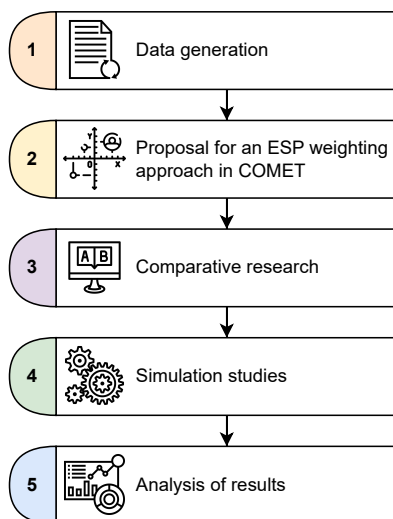 1
Data generation
2
Proposal for an ESP weighting
approach in COMET
Y
0
X
3
A B
Comparative research
4
Simulation studies
5
Analysis of results